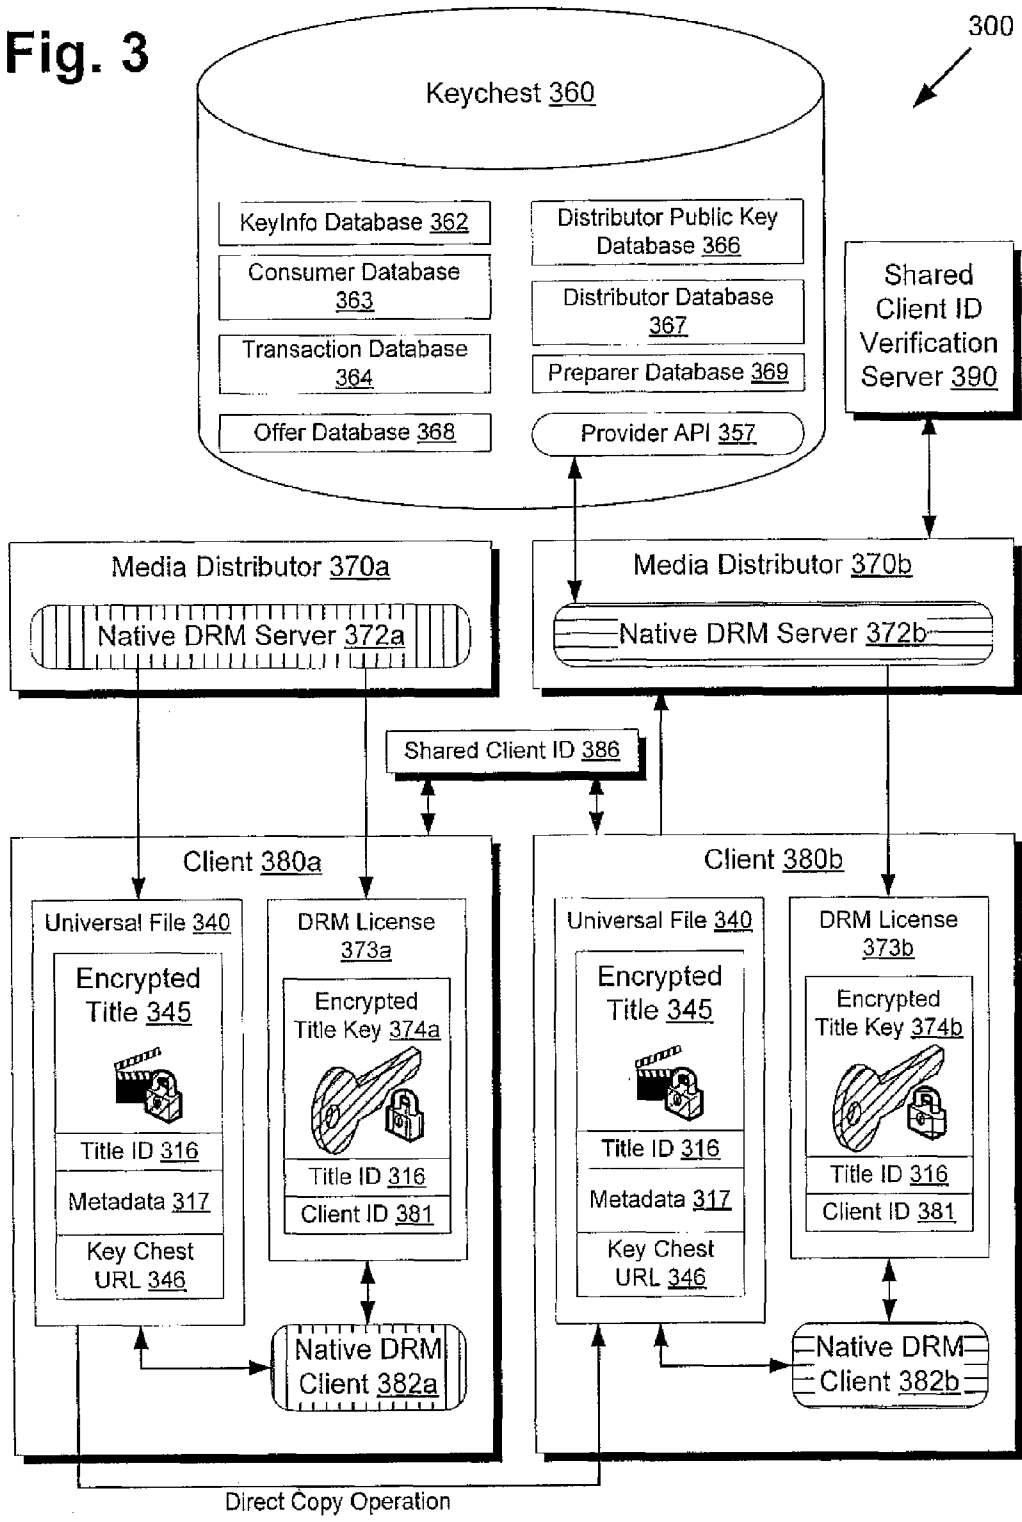 Fig. 3
300
Keychest 360
KeyInfo Database 362
Consumer Database
363
Transaction Database
364
Offer Database 368
Distributor Public Key
Database 366
Distributor Database
367
Preparer Database 369
Provider API 357
Shared
Client ID
Verification
Server 390
Media Distributor 370a
Native DRM Server 372a
Media Distributor 370b
Native DRM Server 372b
Shared Client ID 386
Client 380a
Universal File 340
Encrypted
Title 345
Title ID 316
Metadata 317
Key Chest
URL 346
DRM License
373a
Encrypted
Title Key 374a
Title ID 316
Client ID 381
Native DRM
Client 382a
Client 380b
Universal File 340
Encrypted
Title 345
Title ID 316
Metadata 317
Key Chest
URL 346
DRM License
373b
Encrypted
Title Key 374b
Title ID 316
Client ID 381
Native DRM
Client 382b
Direct Copy Operation